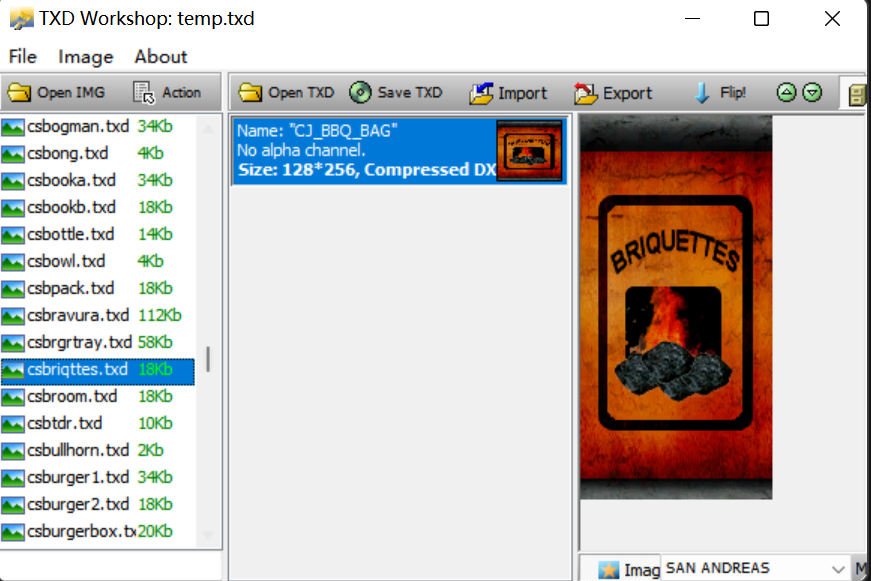 TXD Workshop: temp.txd
File Image About
Open IMG Action Open TXD Save TXD Import Export Flip!
csbogman.txd 34Kb
csbong.txd 4Kb
csbooka.txd 34Kb
csbookb.txd 18Kb
csbottle.txd 14Kb
csbowl.txd 4Kb
csbpack.txd 18Kb
csbravura.txd 112Kb
csbrgrtray.txd 58Kb
csbriqttes.txd 18Kb
csbroom.txd 18Kb
csbtdr.txd 10Kb
csbullhorn.txd 2Kb
csburger1.txd 34Kb
csburger2.txd 18Kb
csburgerbox.tx 20Kb
Name: "CJ_BBQ_BAG"
No alpha channel.
Size: 128*256, Compressed DX
BRIQUETTES
Imag SAN ANDREAS M